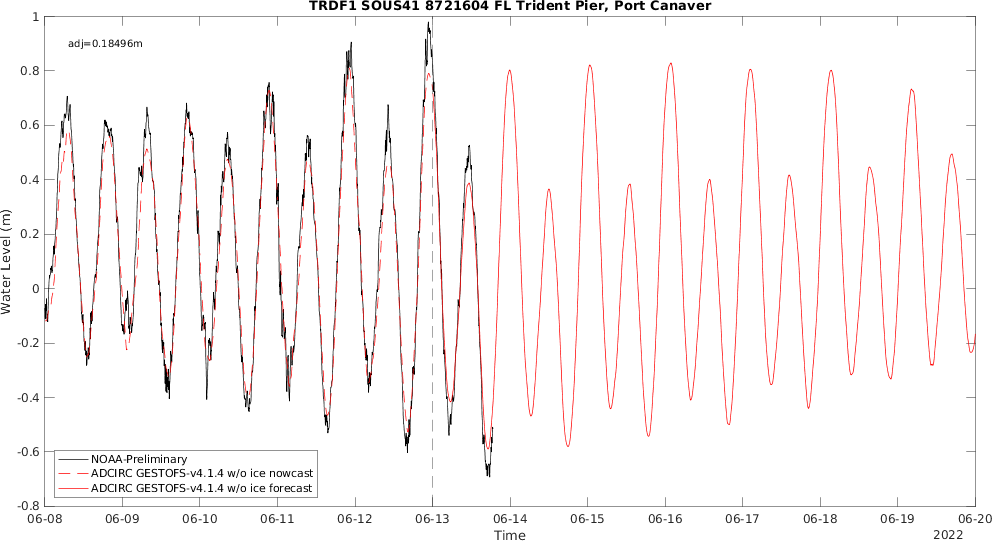 TRDF1 SOUS41 8721604 FL Trident Pier, Port Canaver
adj=0.18496m
1
0.8
0.6
0.4
0.2
0
-0.2
-0.4
-0.6
-0.8
Water Level (m)
NOAA-Preliminary
ADCIRC GESTOFS-v4.1.4 w/o ice nowcast
ADCIRC GESTOFS-v4.1.4 w/o ice forecast
06-08 06-09 06-10 06-11 06-12 06-13 06-14 06-15 06-16 06-17 06-18 06-19 06-20
Time
2022